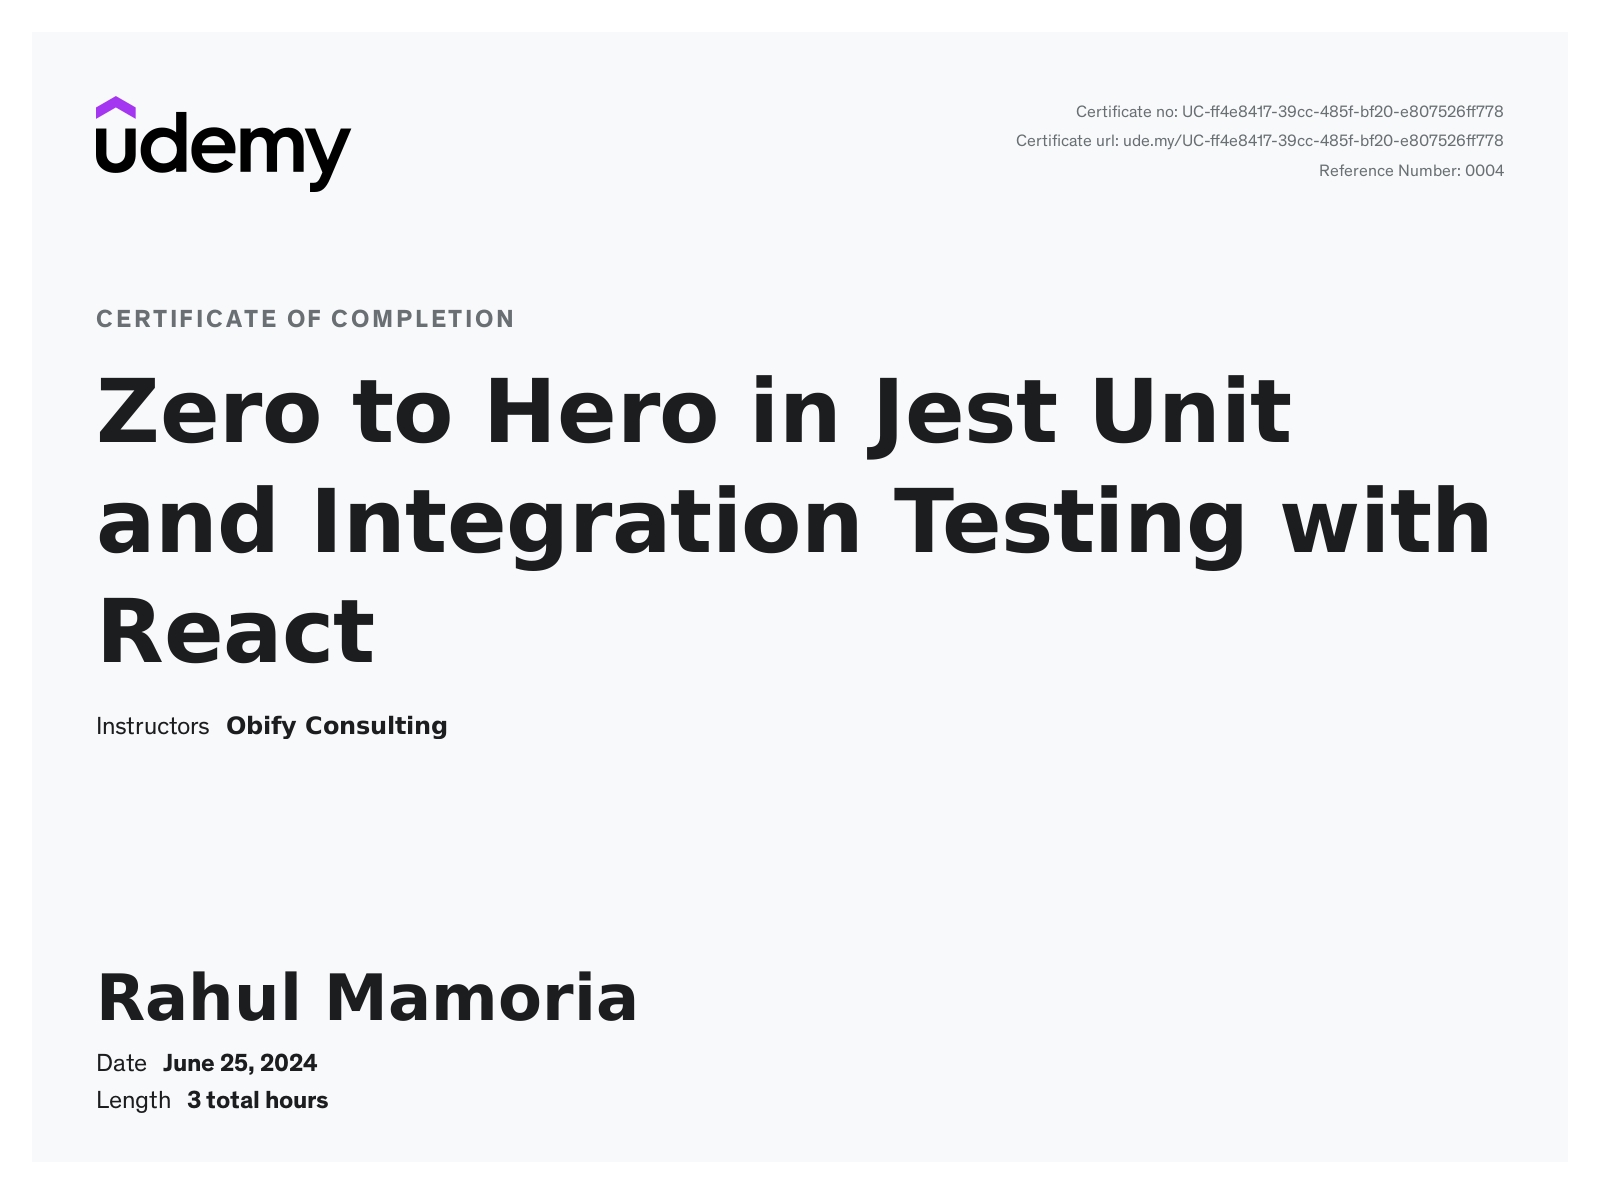 udemy
Certificate no: UC-ff4e8417-39cc-485f-bf20-e807526ff778
Certificate url: ude.my/UC-ff4e8417-39cc-485f-bf20-e807526ff778
Reference Number: 0004
CERTIFICATE OF COMPLETION
Zero to Hero in Jest Unit
and Integration Testing with
React
Instructors Obify Consulting
Rahul Mamoria
Date June 25, 2024
Length 3 total hours